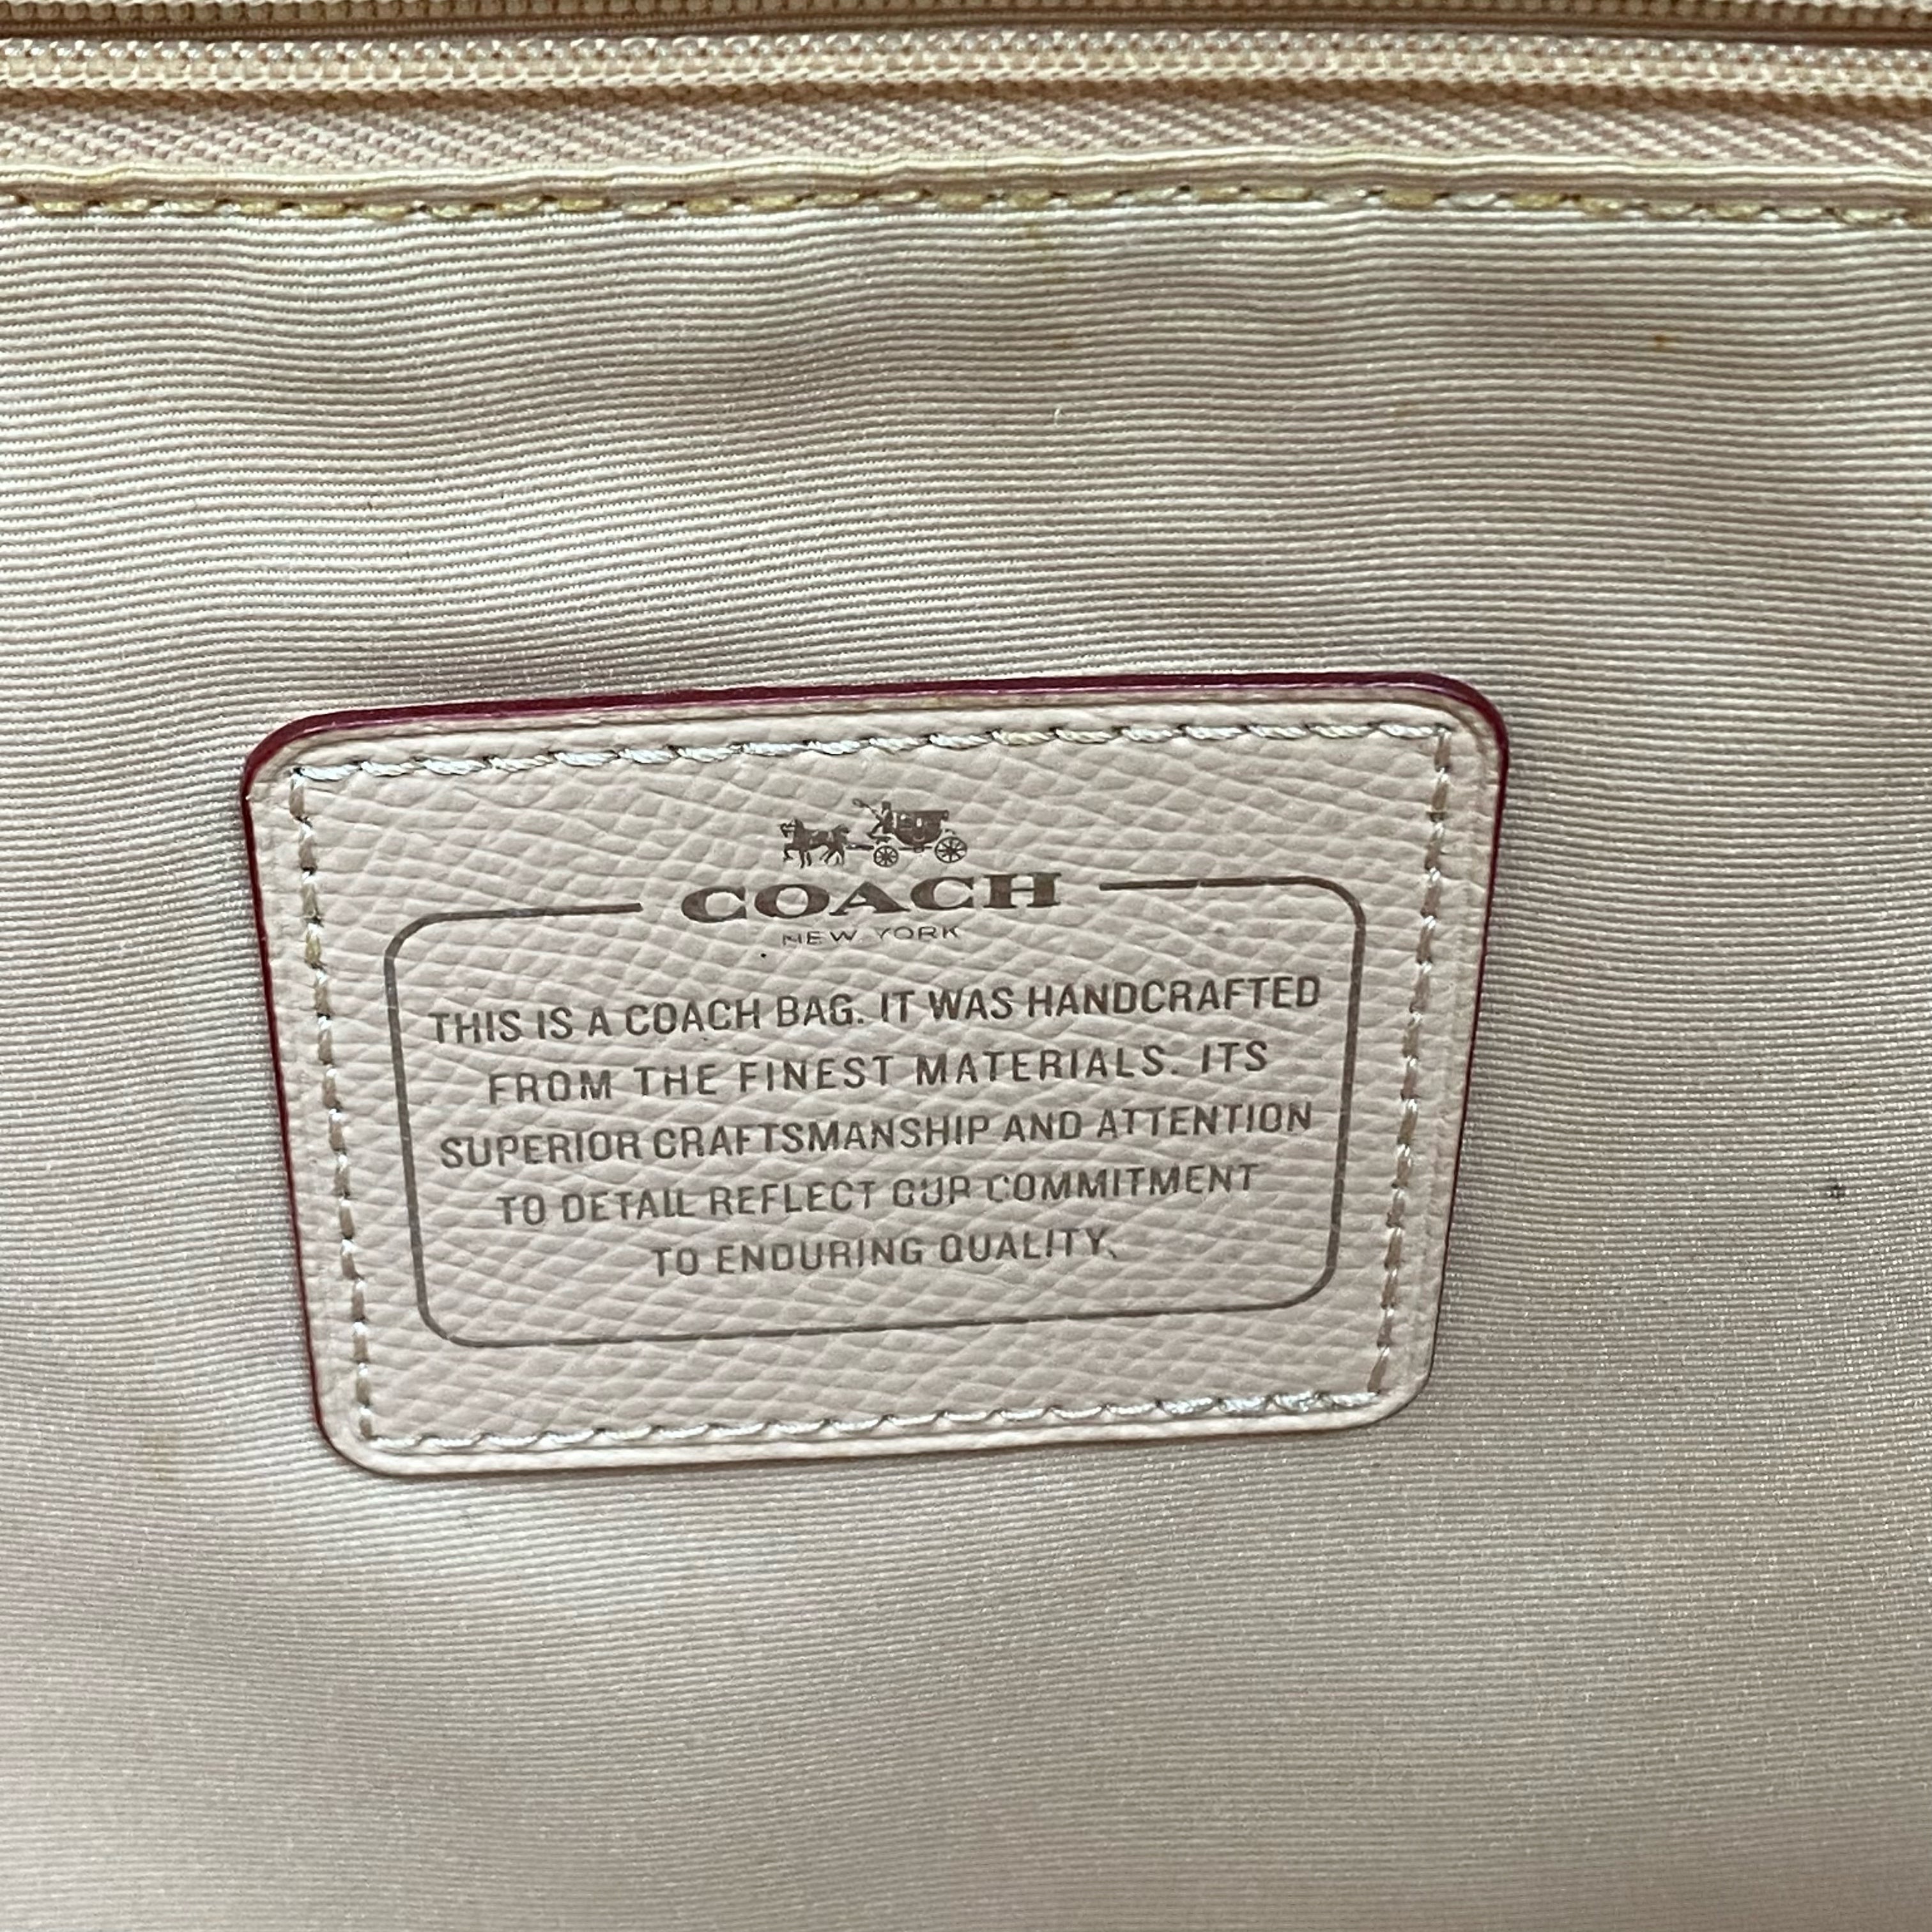 COACH
NEW YORK
THIS IS A COACH BAG. IT WAS HANDCRAFTED
FROM THE FINEST MATERIALS. ITS
SUPERIOR CRAFTSMANSHIP AND ATTENTION
TO DETAIL REFLECT OUR COMMITMENT
TO ENDURING QUALITY.